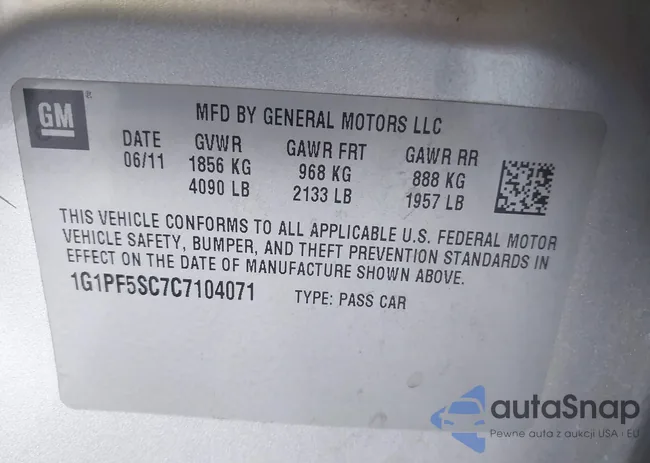 GM ®
MFD BY GENERAL MOTORS LLC
DATE GVWR GAWR FRT GAWR RR
06/11 1856 KG 968 KG 888 KG
4090 LB 2133 LB 1957 LB
THIS VEHICLE CONFORMS TO ALL APPLICABLE U.S. FEDERAL MOTOR
VEHICLE SAFETY, BUMPER, AND THEFT PREVENTION STANDARDS IN
EFFECT ON THE DATE OF MANUFACTURE SHOWN ABOVE.
1G1PF5SC7C7104071 TYPE: PASS CAR
autaSnap
Pewne auta z aukcji USA i EU